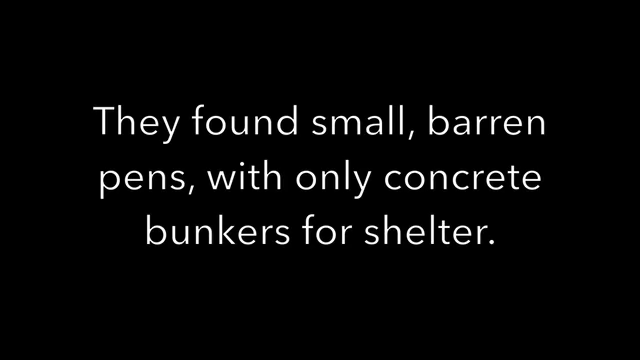 They found small, barren
pens, with only concrete
bunkers for shelter.